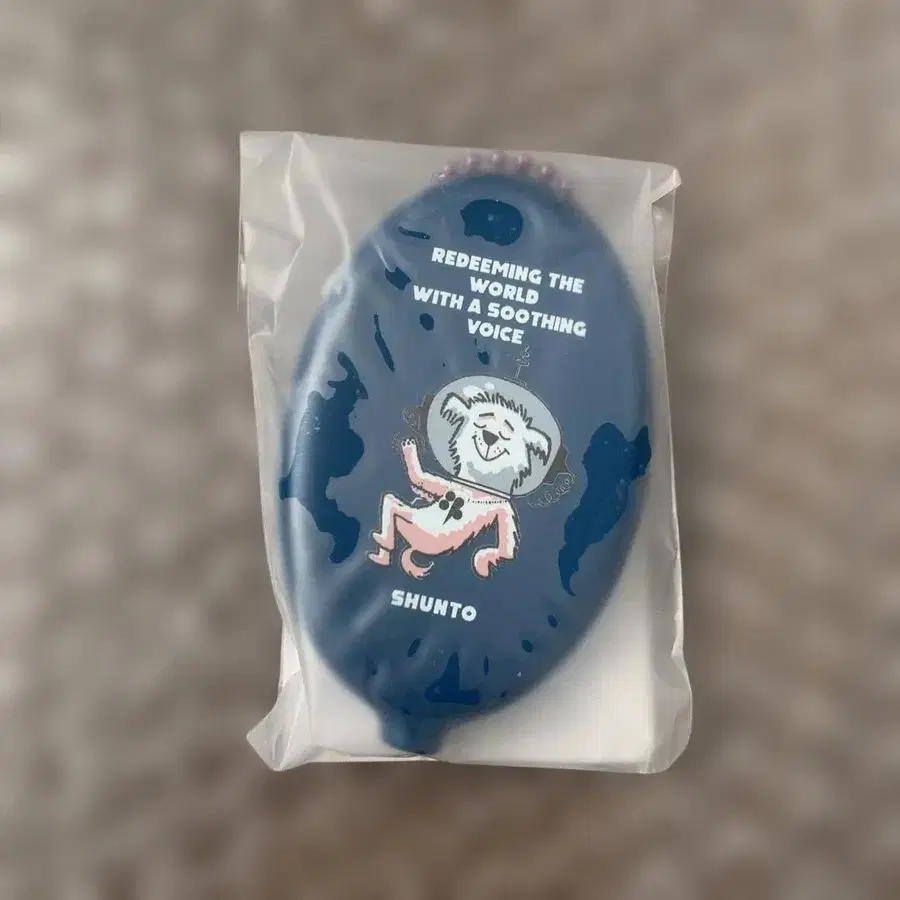 REDEEMING THE
WORLD
WITH A SOOTHING
VOICE
SHUNTO